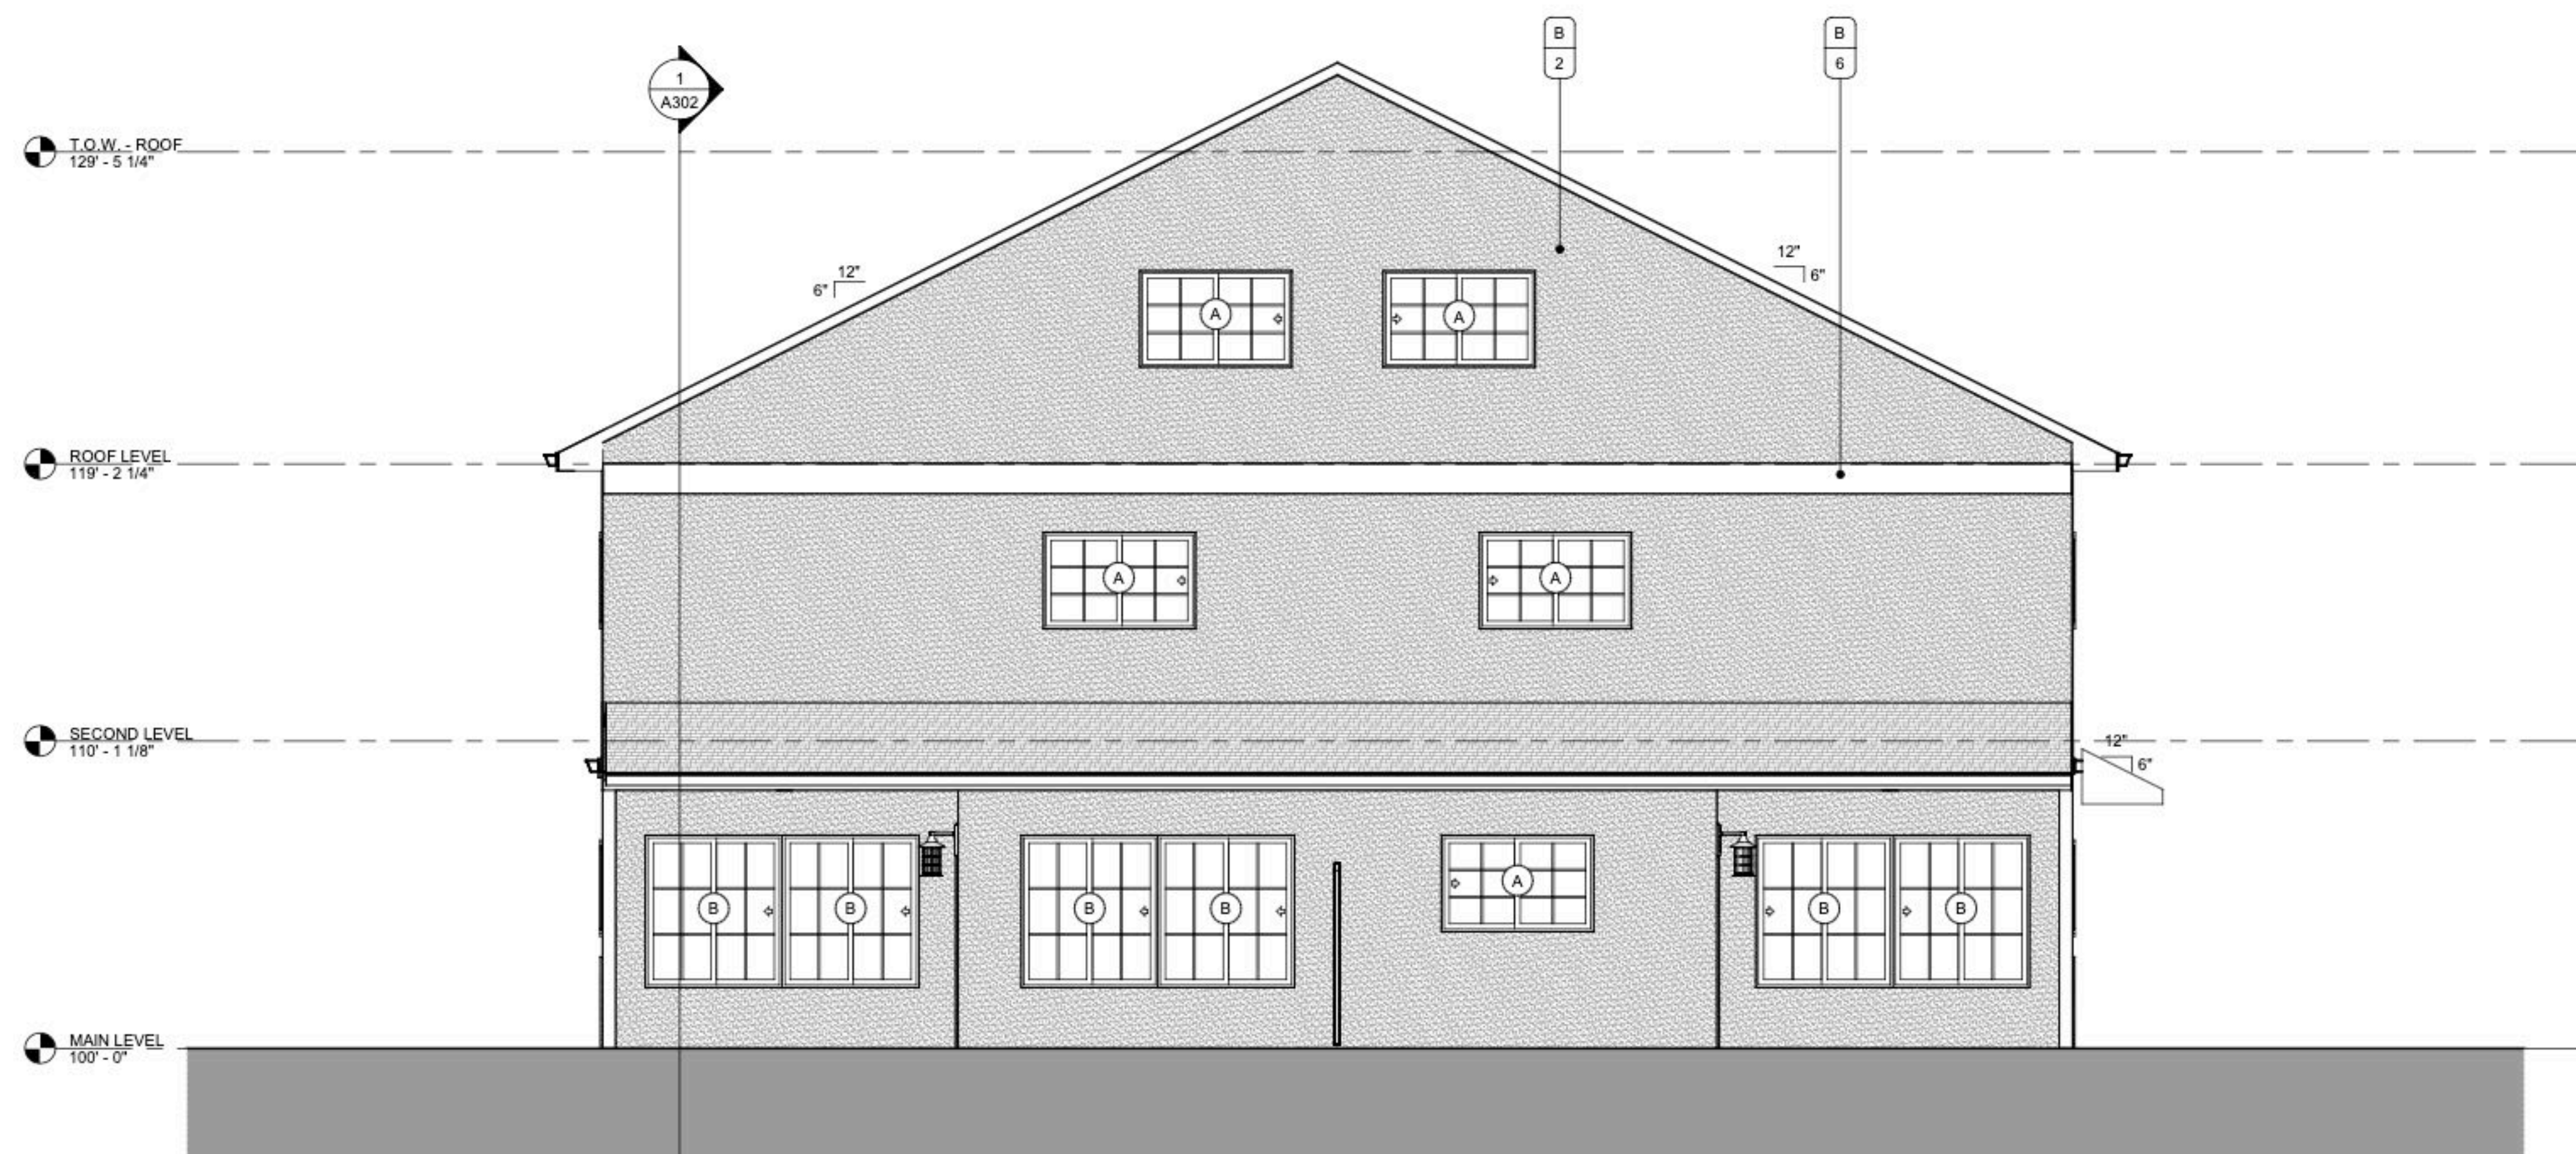 B
2
B
6
1
A302
T.O.W. - ROOF
129' - 5 1/4"
12"
6"
12"
6"
A
A
ROOF LEVEL
119' - 2 1/4"
A
A
SECOND LEVEL
110' - 1 1/8"
12"
6"
B
B
B
B
A
B
B
MAIN LEVEL
100' - 0"